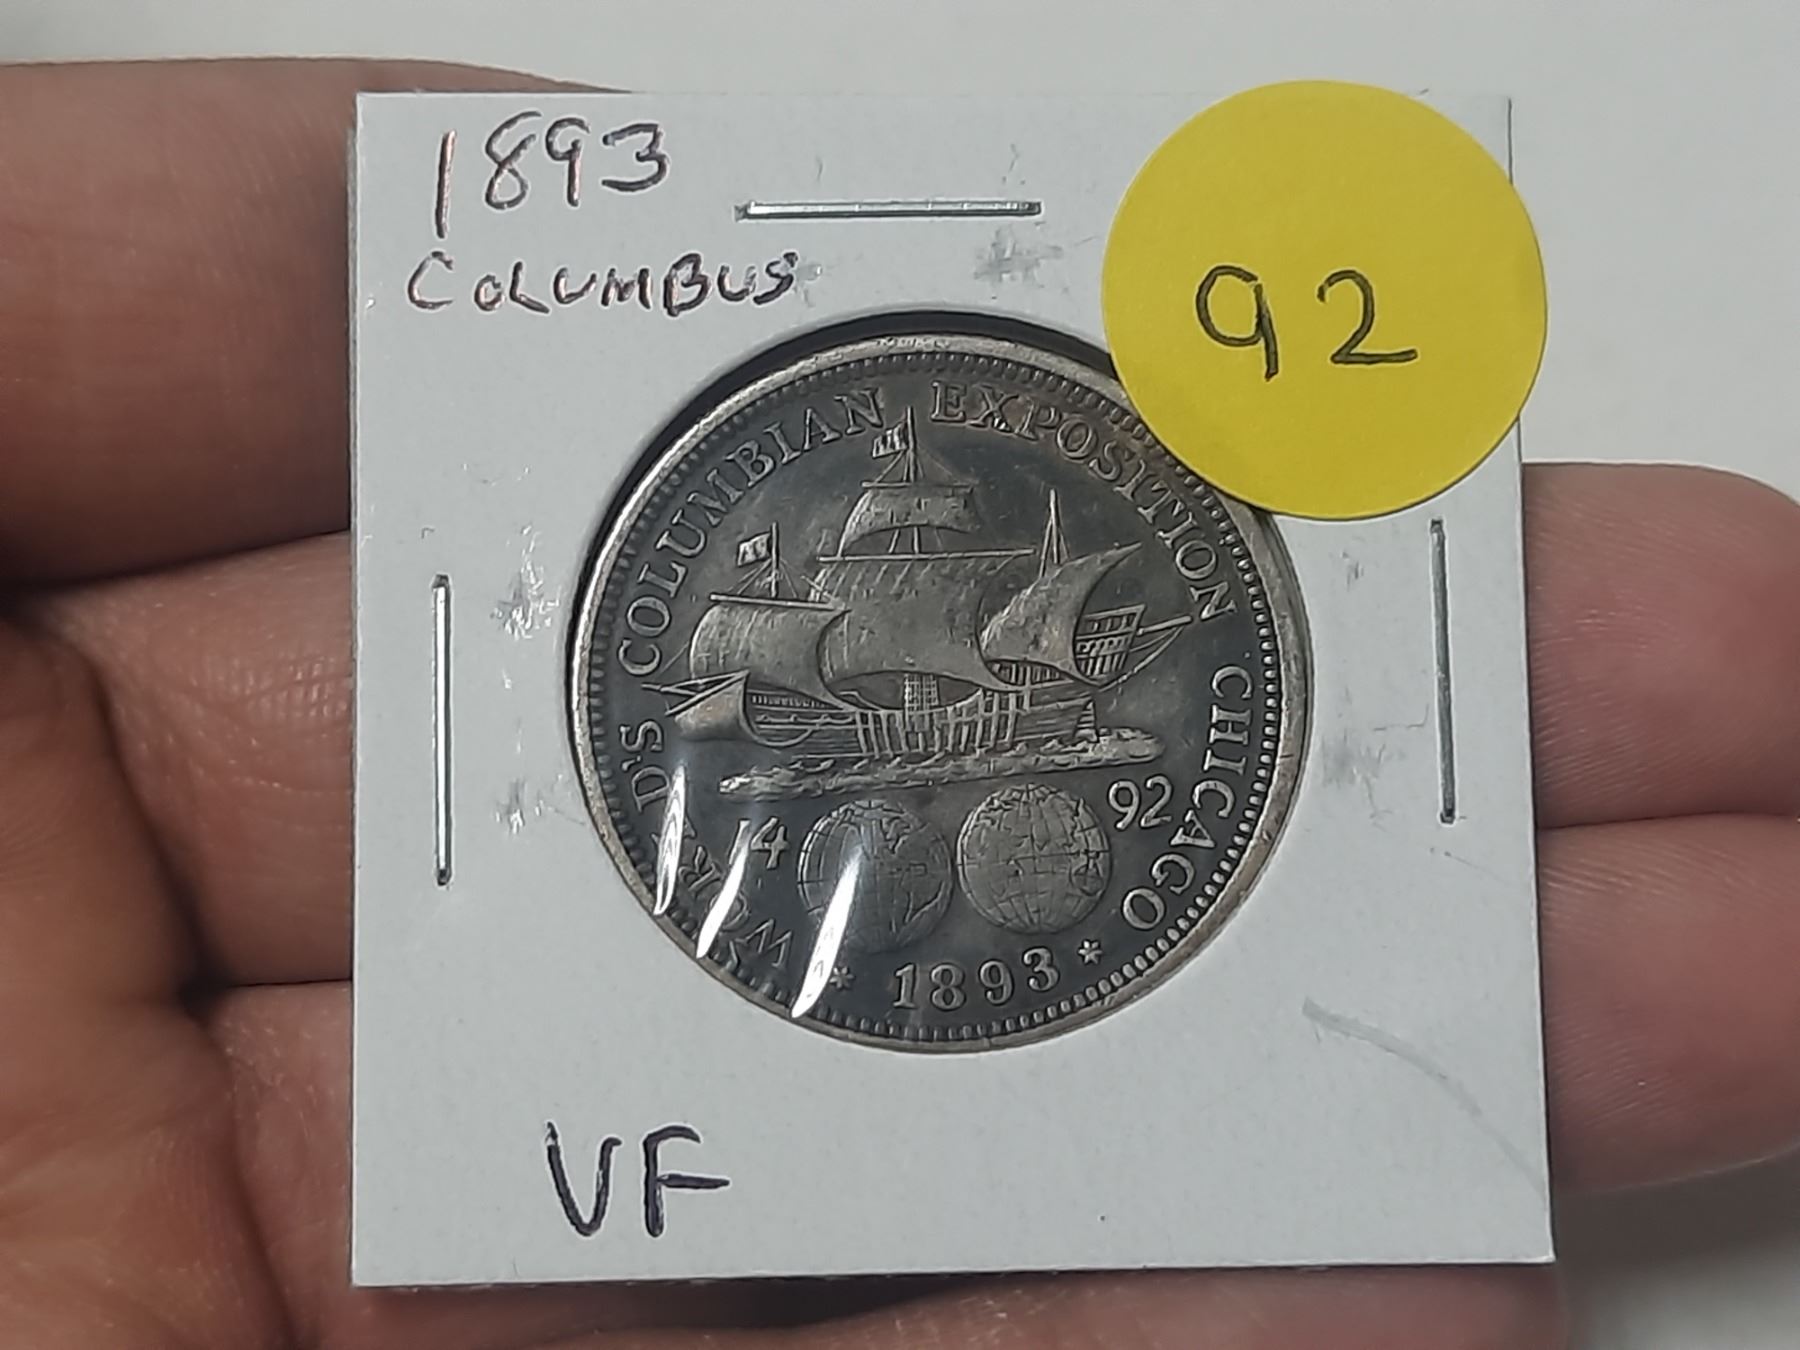 1893
COLUMBUS
92
WORLD'S COLUMBIAN EXPOSITION CHICAGO
14 92
* 1893 *
VF